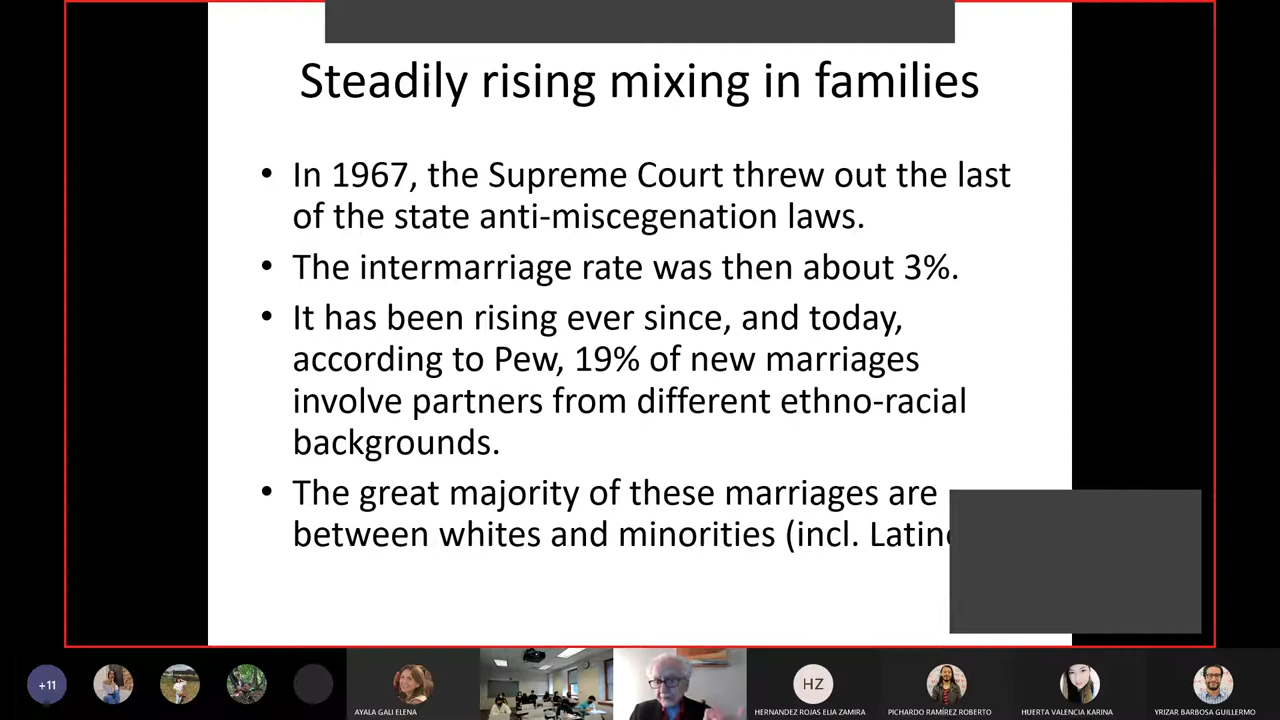 Steadily rising mixing in families
• In 1967, the Supreme Court threw out the last
of the state anti-miscegenation laws.
• The intermarriage rate was then about 3%.
• It has been rising ever since, and today,
according to Pew, 19% of new marriages
involve partners from different ethno-racial
backgrounds.
• The great majority of these marriages are
between whites and minorities (incl.
+11
HZ
AYALA GALI ELENA
HERNANDEZ ROJAS ELIA ZAMIRA
PICHARDO RAMÍREZ ROBERTO
HUERTA VALENCIA KARINA
YRIZAR BARBOSA GUILLERMO